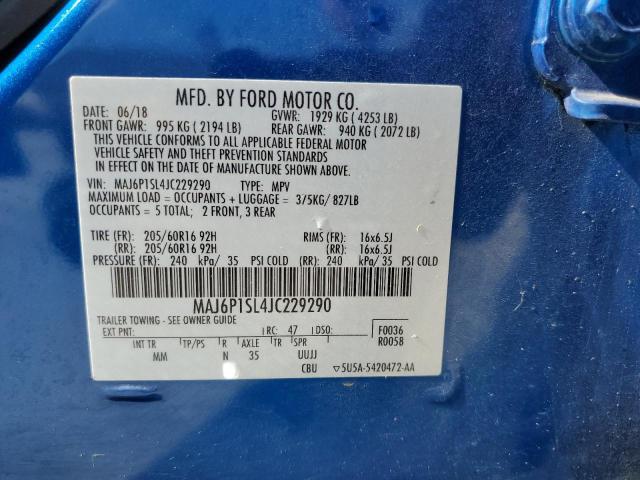 MFD. BY FORD MOTOR CO.
DATE: 06/18 GVWR: 1929 KG ( 4253 LB)
FRONT GAWR: 995 KG ( 2194 LB) REAR GAWR: 940 KG ( 2072 LB)
THIS VEHICLE CONFORMS TO ALL APPLICABLE FEDERAL MOTOR
VEHICLE SAFETY AND THEFT PREVENTION STANDARDS
IN EFFECT ON THE DATE OF MANUFACTURE SHOWN ABOVE.
VIN: MAJ6P1SL4JC229290 TYPE: MPV
MAXIMUM LOAD = OCCUPANTS + LUGGAGE = 375KG/ 827LB
OCCUPANTS = 5 TOTAL; 2 FRONT, 3 REAR
TIRE (FR): 205/60R16 92H RIMS (FR): 16x6.5J
(RR): 205/60R16 92H (RR): 16x6.5J
PRESSURE (FR): 240 kPa/ 35 PSI COLD (RR): 240 kPa/ 35 PSI COLD
MAJ6P1SL4JC229290
TRAILER TOWING - SEE OWNER GUIDE
EXT PNT: RC: 47 DSO: F0036
R0058
INT TR TP/PS R AXLE TR SPR
MM N 35 UUJJ
CBU ▽5U5A-5420472-AA